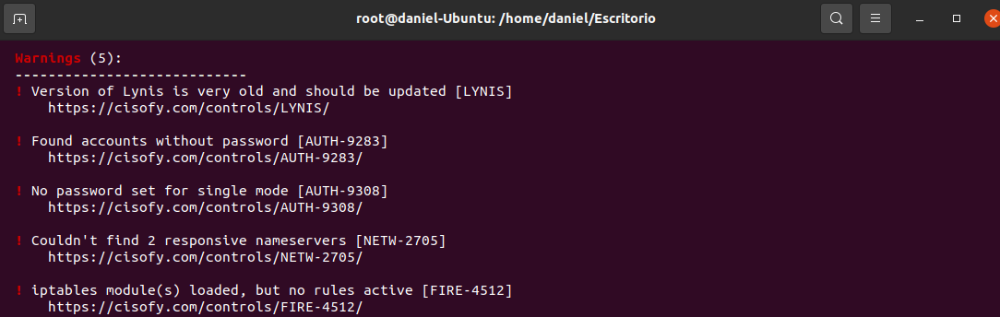 root@daniel-Ubuntu: /home/daniel/Escritorio
Warnings (5):
----------------------------
! Version of Lynis is very old and should be updated [LYNIS]
https://cisofy.com/controls/LYNIS/
! Found accounts without password [AUTH-9283]
https://cisofy.com/controls/AUTH-9283/
! No password set for single mode [AUTH-9308]
https://cisofy.com/controls/AUTH-9308/
! Couldn't find 2 responsive nameservers [NETW-2705]
https://cisofy.com/controls/NETW-2705/
! iptables module(s) loaded, but no rules active [FIRE-4512]
https://cisofy.com/controls/FIRE-4512/